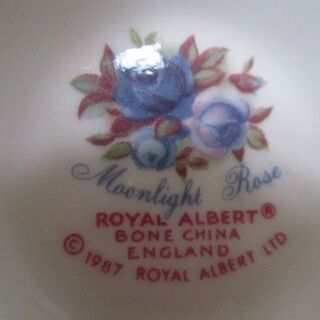 Moonlight Rose
ROYAL ALBERT®
BONE CHINA
ENGLAND
© 1987 ROYAL ALBERT LTD